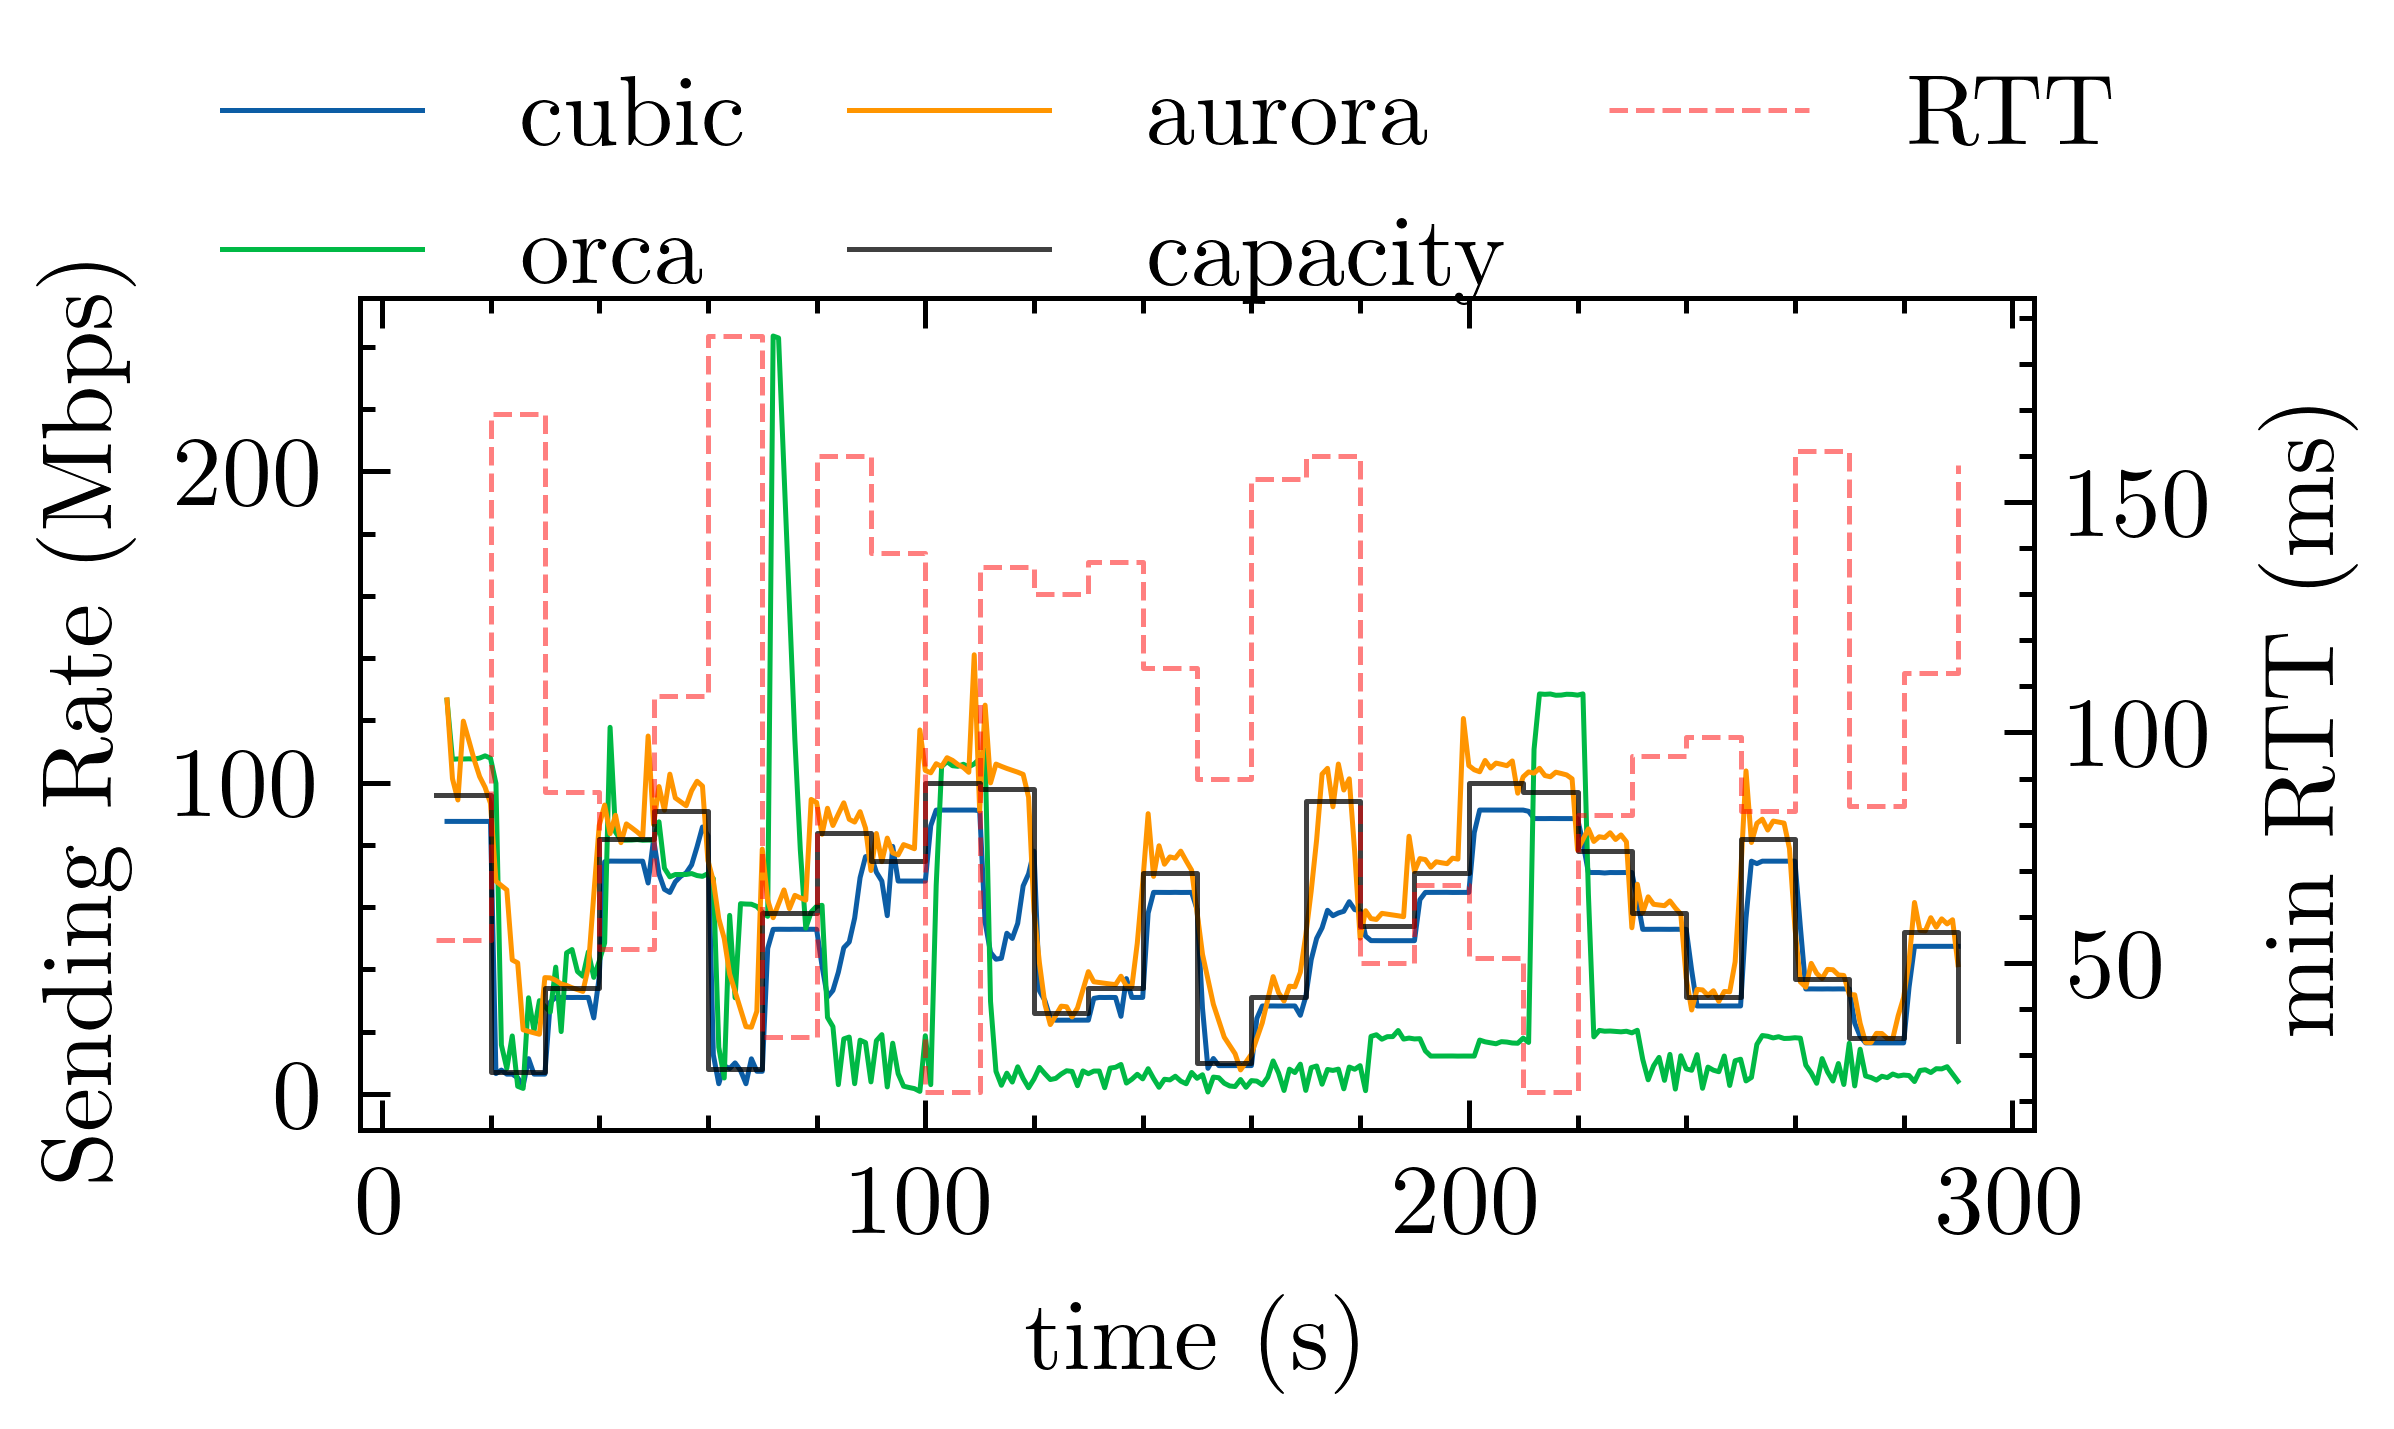 cubic
aurora
RTT
orca
capacity
Sending Rate (Mbps)
200
100
0
150
100
50
min RTT (ms)
0
100
200
300
time (s)